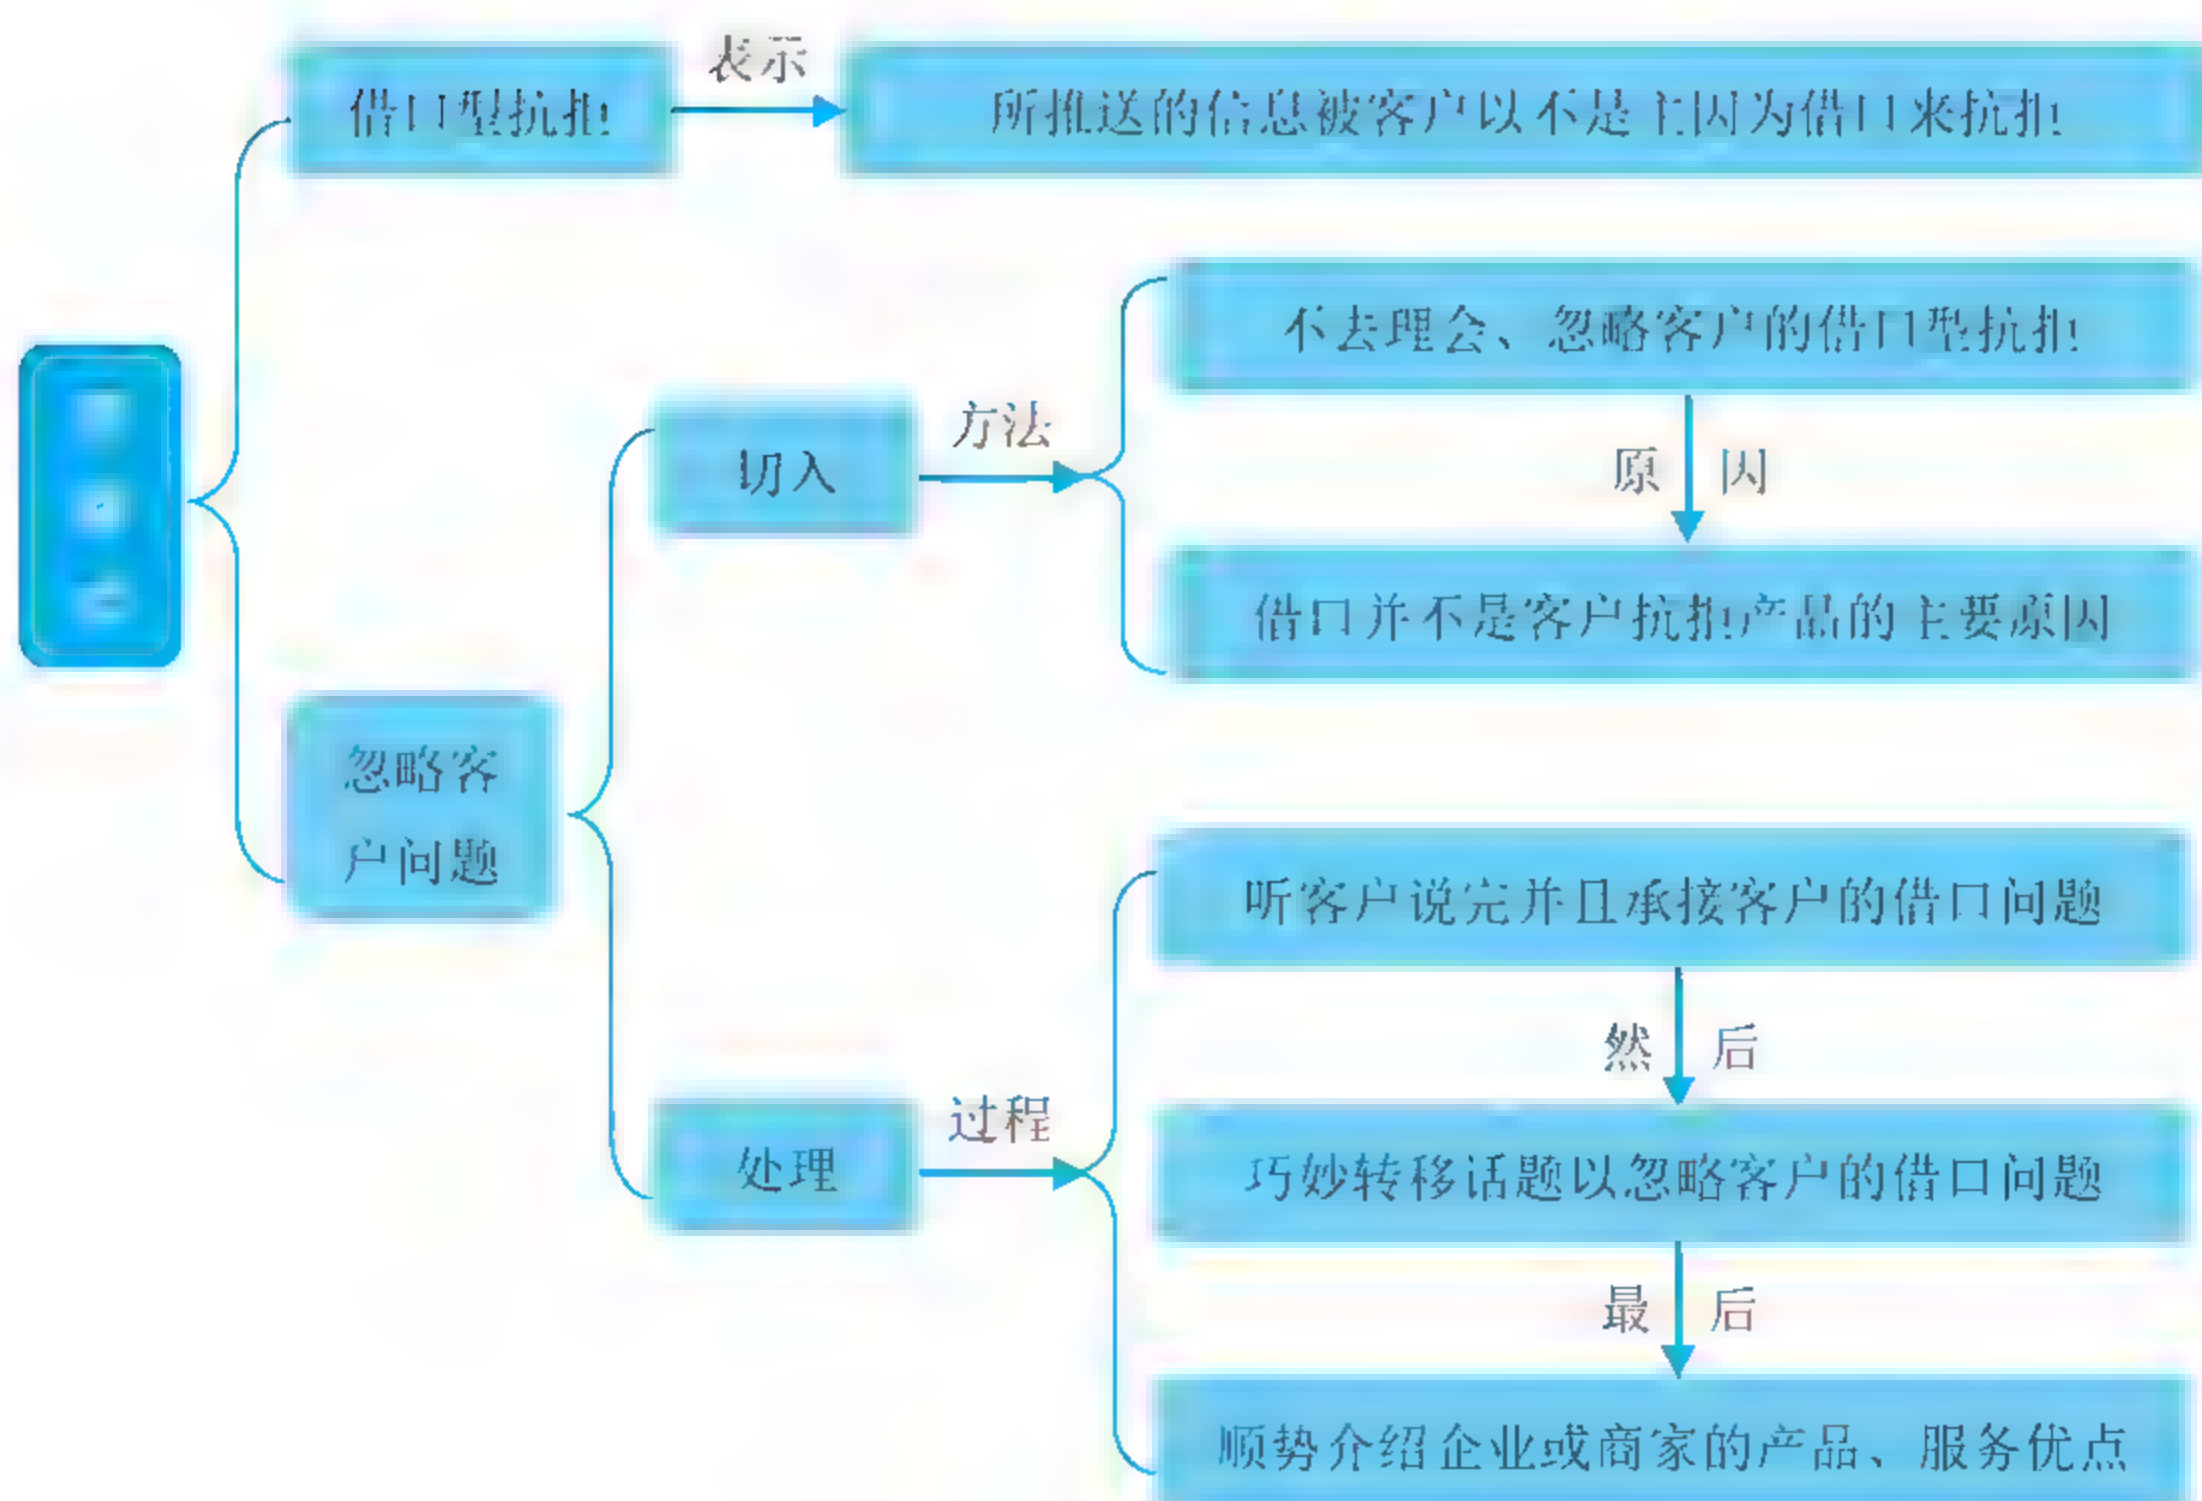 借口型抗拒
表示
所推送的信息被客户以不是主因为借口来抗拒
不去理会、忽略客户的借口型抗拒
方法
切入
原因
借口并不是客户抗拒产品的主要原因
忽略客
户问题
听客户说完并且承接客户的借口问题
然后
过程
处理
巧妙转移话题以忽略客户的借口问题
最后
顺势介绍企业或商家的产品、服务优点